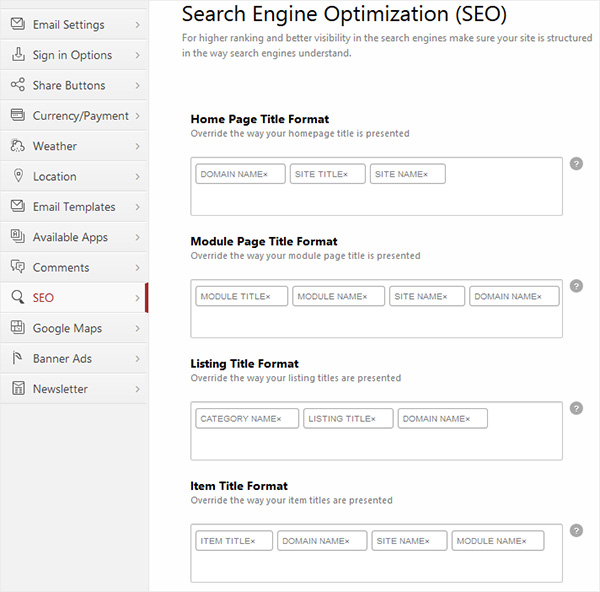 Email Settings
Sign in Options
Share Buttons
Currency/Payment
Weather
Location
Email Templates
Available Apps
Comments
SEO
Google Maps
Banner Ads
Newsletter
Search Engine Optimization (SEO)
For higher ranking and better visibility in the search engines make sure your site is structured
in the way search engines understand.
Home Page Title Format
Override the way your homepage title is presented
DOMAIN NAME× SITE TITLE× SITE NAME×
?
Module Page Title Format
Override the way your module page title is presented
MODULE TITLE× MODULE NAME× SITE NAME× DOMAIN NAME×
?
Listing Title Format
Override the way your listing titles are presented
CATEGORY NAME× LISTING TITLE× DOMAIN NAME×
?
Item Title Format
Override the way your item titles are presented
ITEM TITLE× DOMAIN NAME× SITE NAME× MODULE NAME×
?